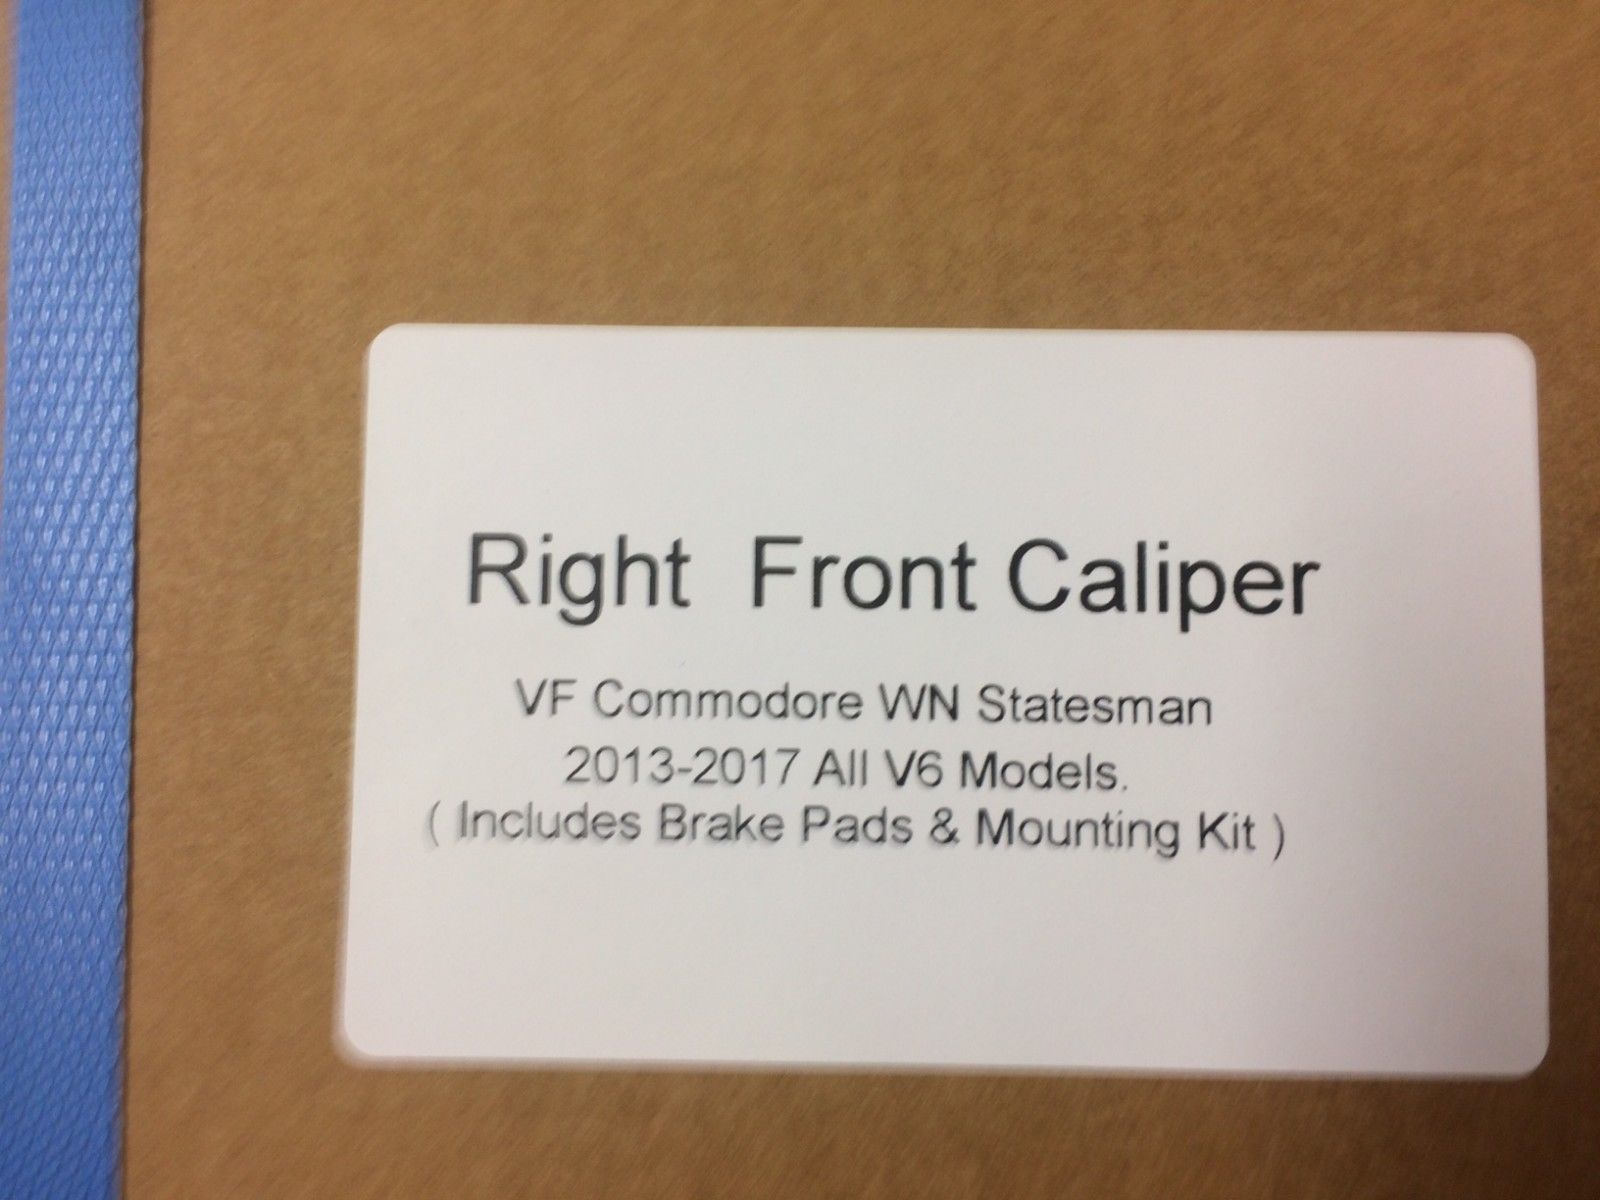 Right Front Caliper
VF Commodore WN Statesman
2013-2017 All V6 Models.
( Includes Brake Pads & Mounting Kit )